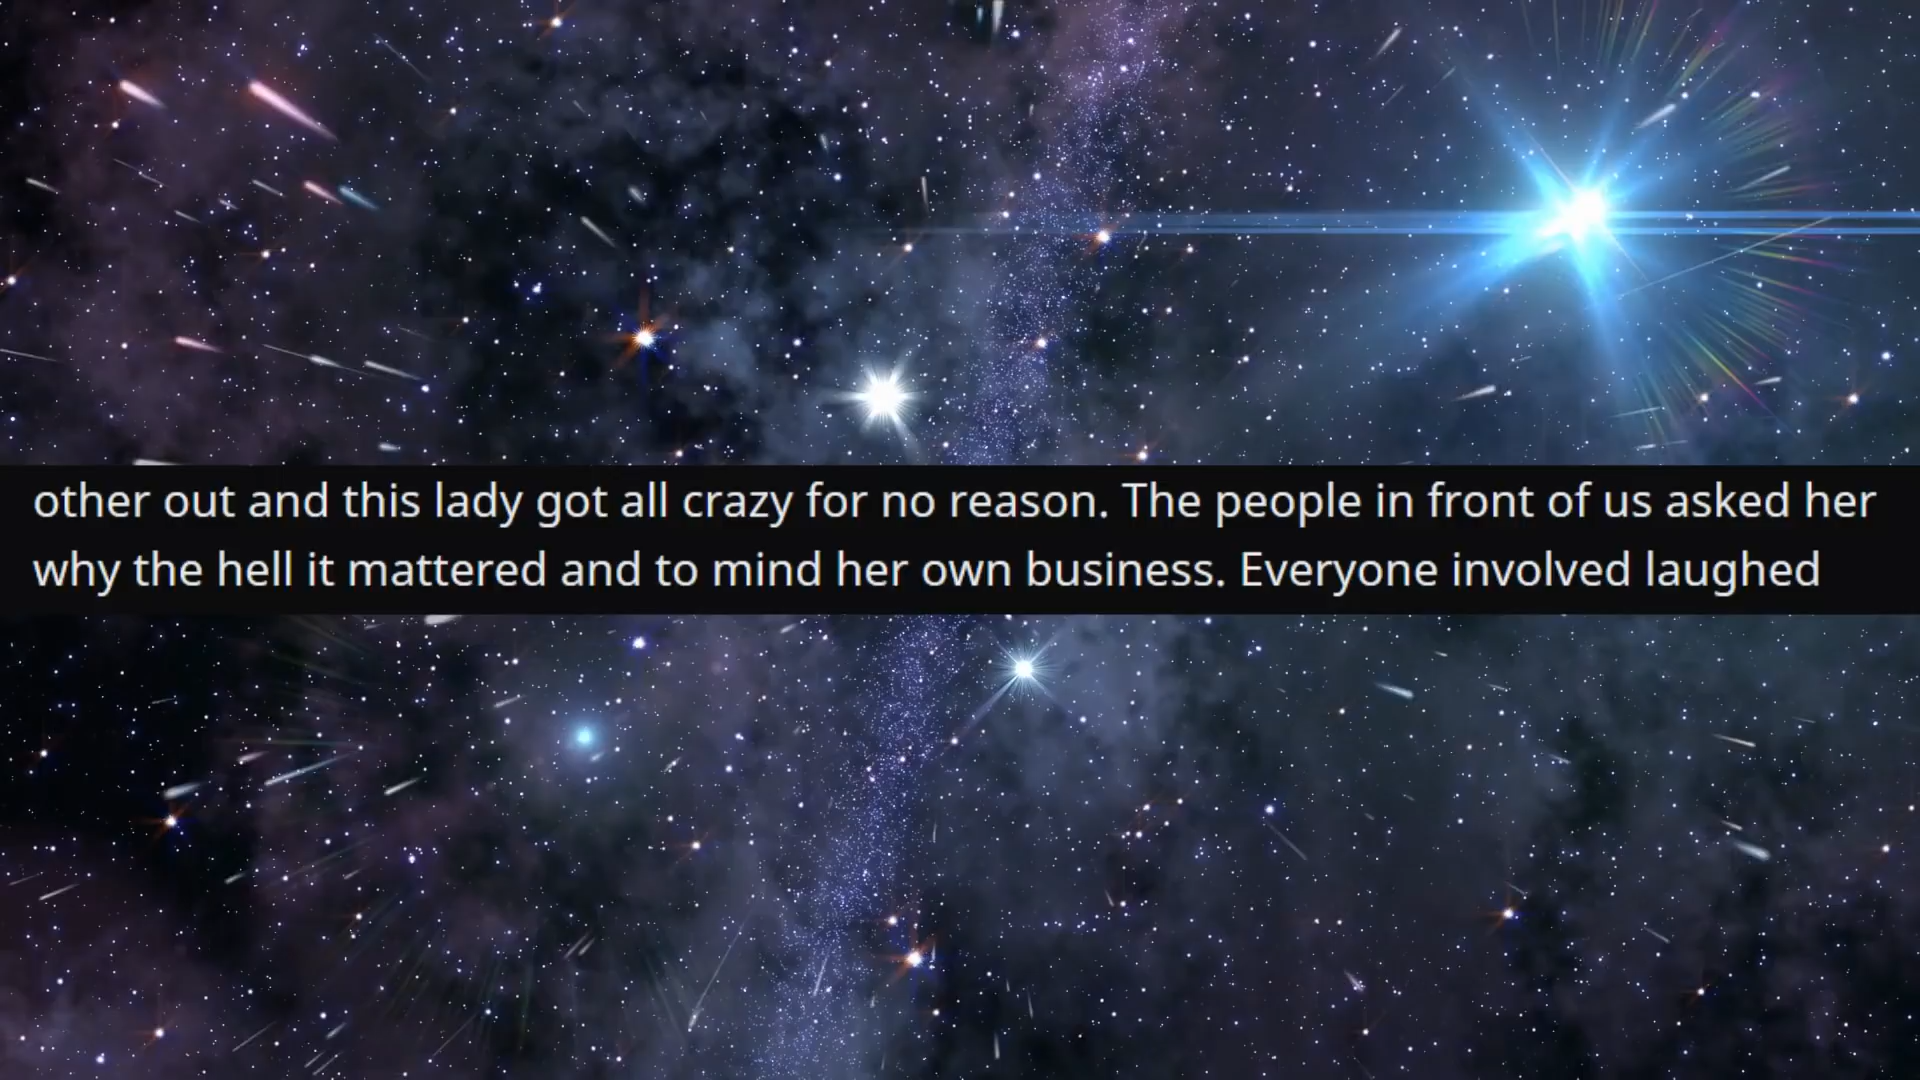 other out and this lady got all crazy for no reason. The people in front of us asked her
why the hell it mattered and to mind her own business. Everyone involved laughed